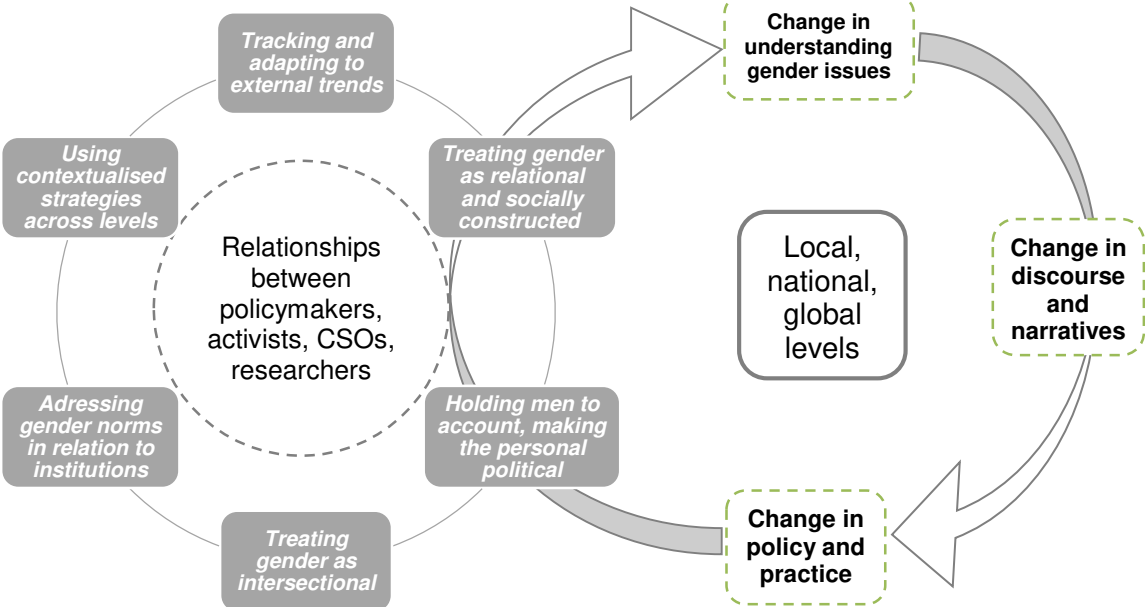 Tracking and
adapting to
external trends
Using
contextualised
strategies
across levels
Treating gender
as relational
and socially
constructed
Relationships
between
policymakers,
activists, CSOs,
researchers
Adressing
gender norms
in relation to
institutions
Holding men to
account, making
the personal
political
Treating
gender as
intersectional
Change in
understanding
gender issues
Local,
national,
global
levels
Change in
discourse
and
narratives
Change in
policy and
practice